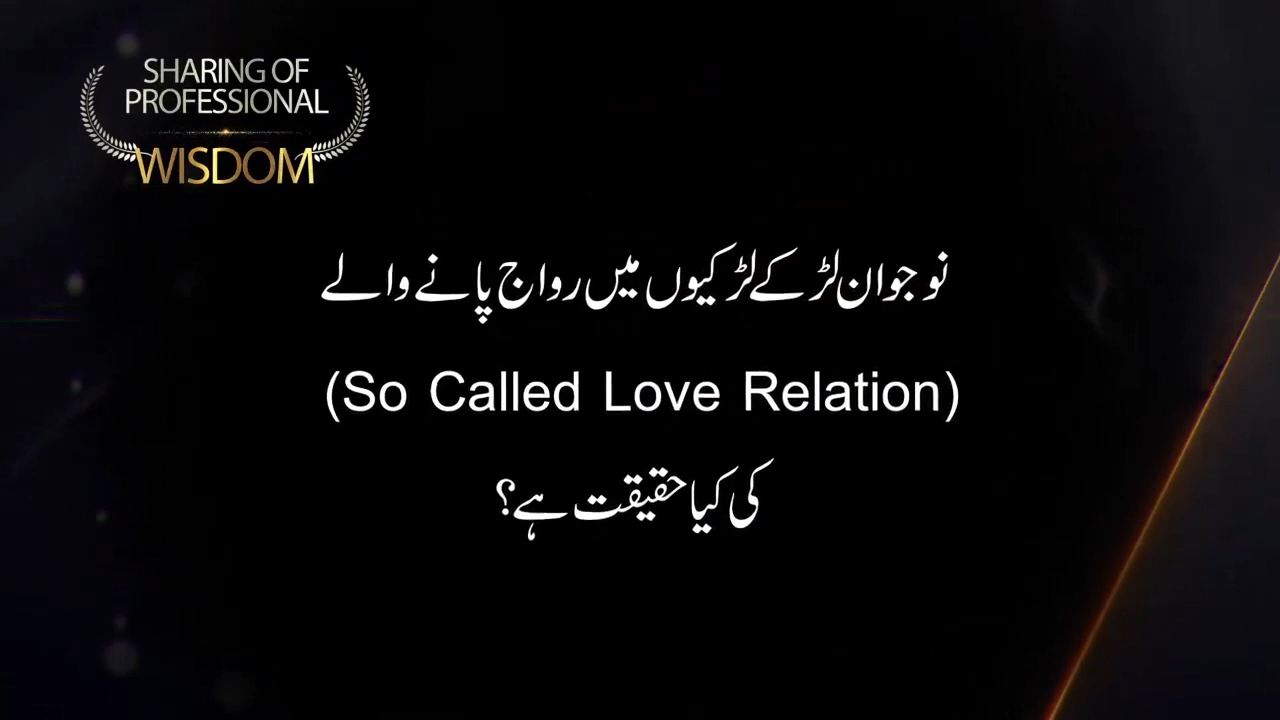 SHARING OF
PROFESSIONAL
WISDOM
نوجوان لڑکے لڑکیوں میں رواج پانے والے
(So Called Love Relation)
کی کیا حقیقت ہے؟